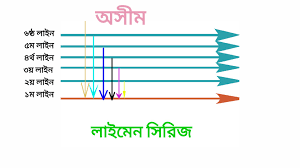 অসীম
৬ষ্ঠ লাইন
৫ম লাইন
৪র্থ লাইন
৩য় লাইন
২য় লাইন
১ম লাইন
লাইমেন সিরিজ